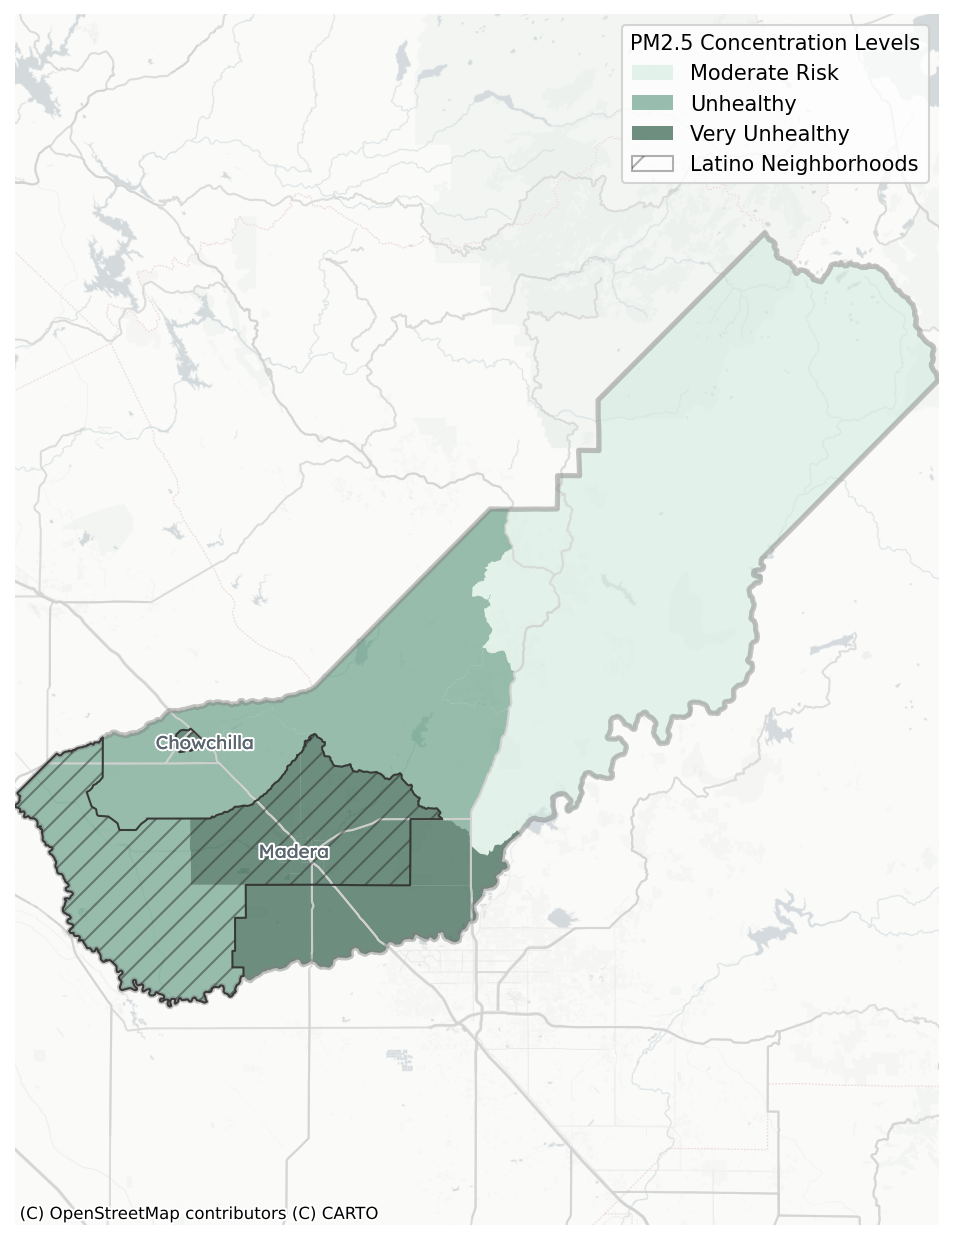 PM2.5 Concentration Levels
Moderate Risk
Unhealthy
Very Unhealthy
Latino Neighborhoods
Chowchilla
Madera
(C) OpenStreetMap contributors (C) CARTO